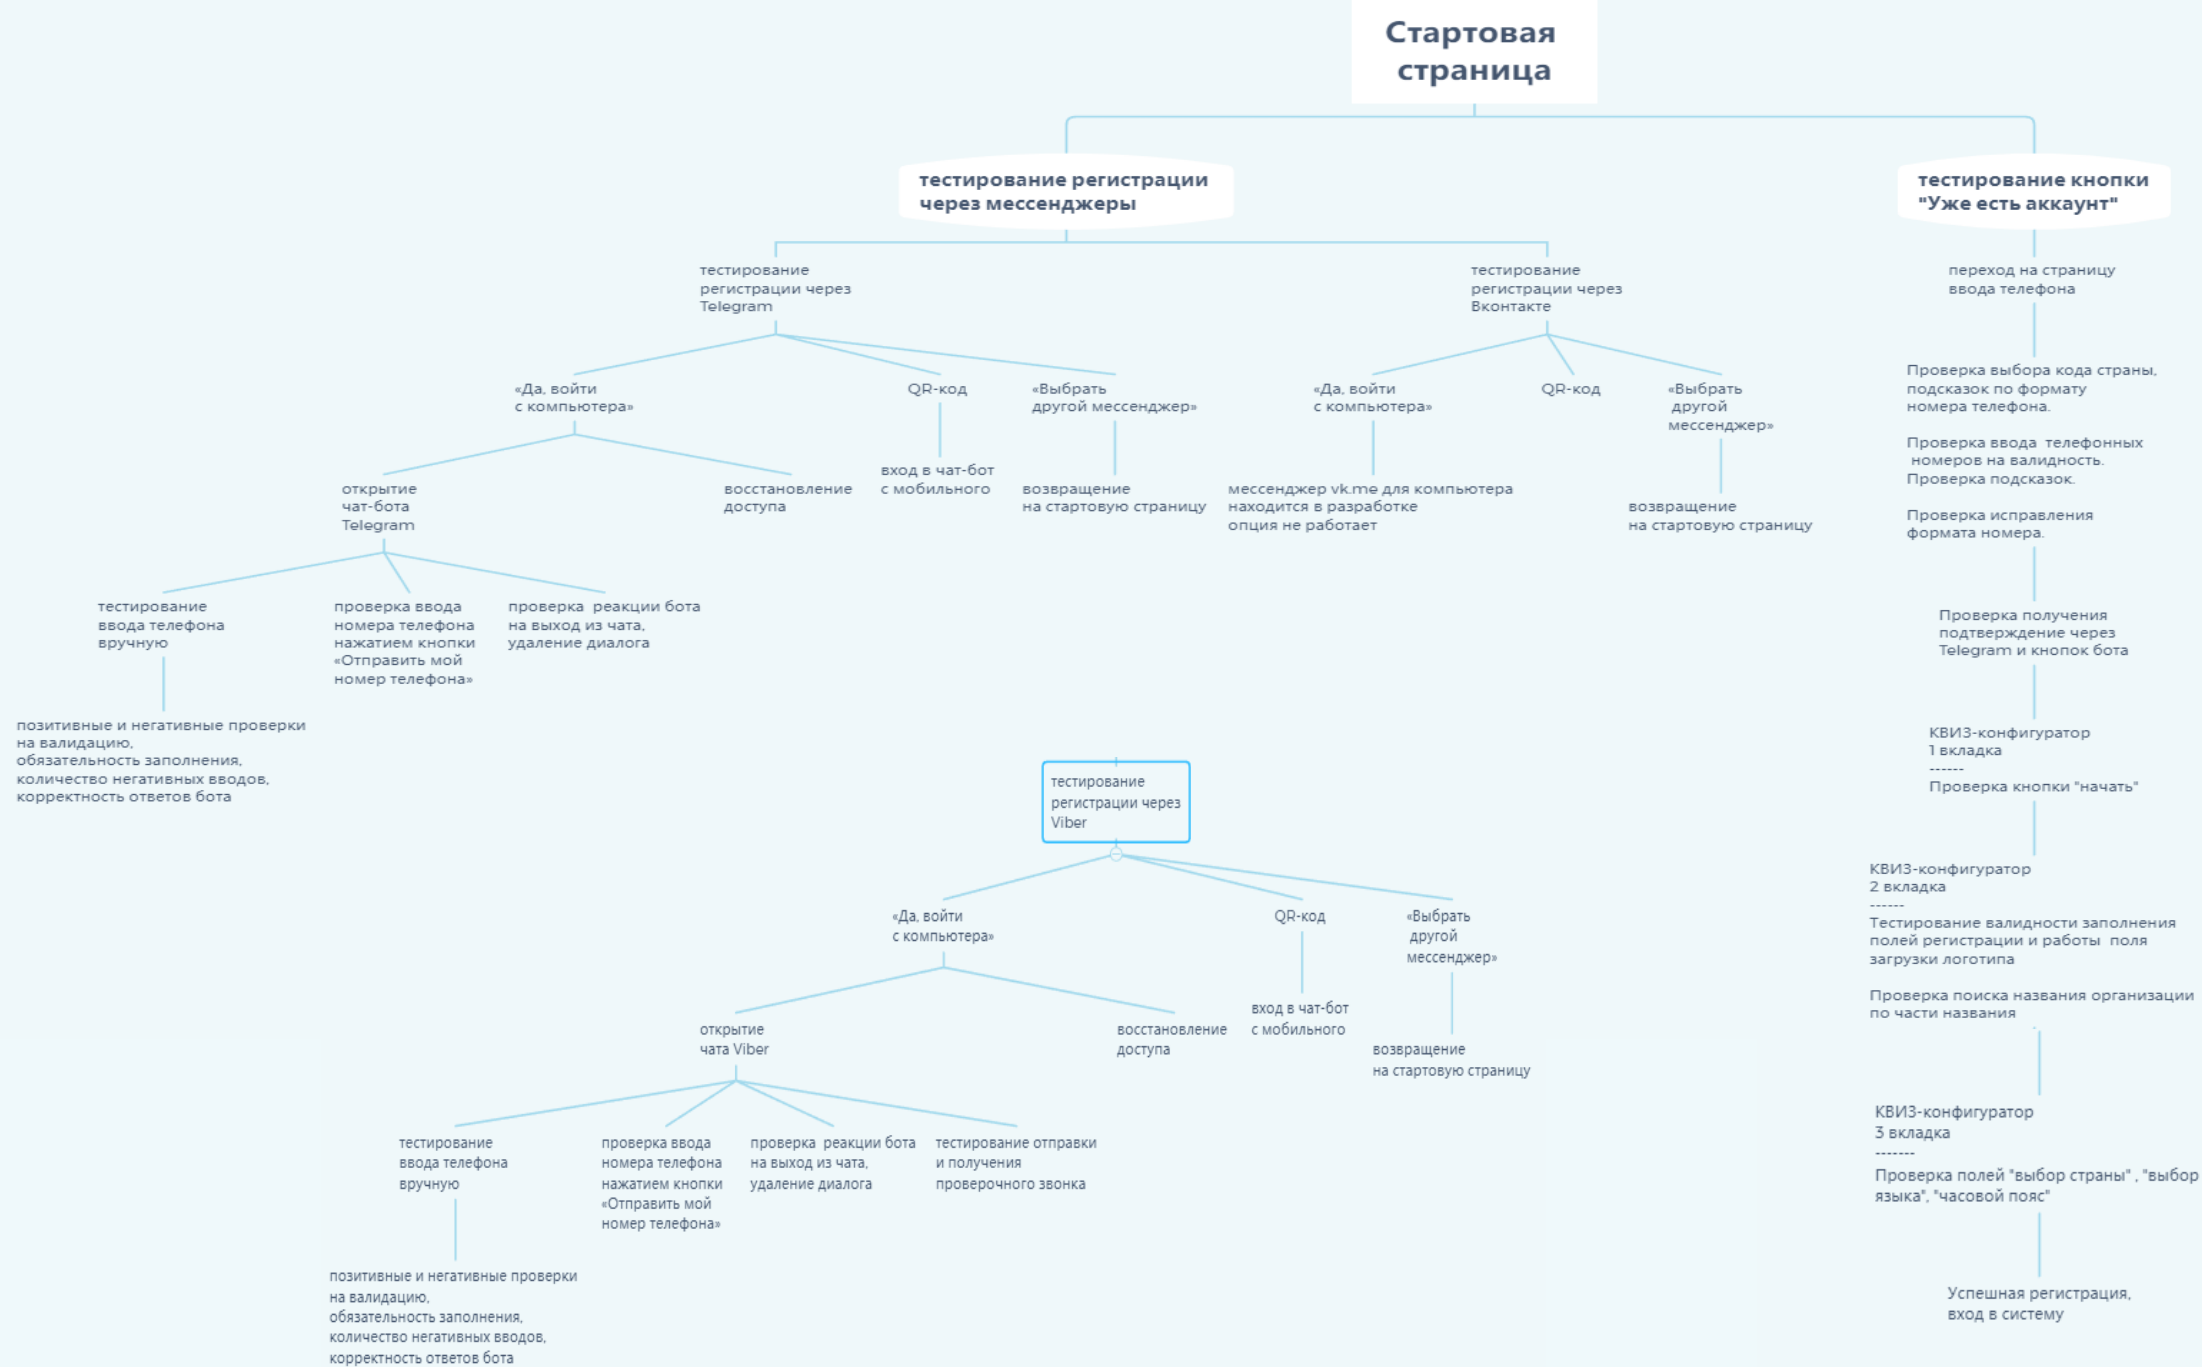 Стартовая
страница
тестирование регистрации
через мессенджеры
тестирование кнопки
"Уже есть аккаунт"
тестирование
регистрации через
Telegram
тестирование
регистрации через
Вконтакте
переход на страницу
ввода телефона
«Да, войти
с компьютера»
QR-код
«Выбрать
другой мессенджер»
«Да, войти
с компьютера»
QR-код
«Выбрать
другой
мессенджер»
Проверка выбора кода страны,
подсказок по формату
номера телефона.
Проверка ввода  телефонных
номеров на валидность.
Проверка подсказок.
Проверка исправления
формата номера.
открытие
чат-бота
Telegram
восстановление
доступа
вход в чат-бот
с мобильного
возвращение
на стартовую страницу
мессенджер vk.me для компьютера
находится в разработке
опция не работает
возвращение
на стартовую страницу
тестирование
ввода телефона
вручную
проверка ввода
номера телефона
нажатием кнопки
«Отправить мой
номер телефона»
проверка  реакции бота
на выход из чата,
удаление диалога
Проверка получения
подтверждение через
Telegram и кнопок бота
позитивные и негативные проверки
на валидацию,
обязательность заполнения,
количество негативных вводов,
корректность ответов бота
КВИЗ-конфигуратор
1 вкладка
------
Проверка кнопки "начать"
тестирование
регистрации через
Viber
КВИЗ-конфигуратор
2 вкладка
------
Тестирование валидности заполнения
полей регистрации и работы  поля
загрузки логотипа
Проверка поиска названия организации
по части названия
«Да, войти
с компьютера»
QR-код
«Выбрать
другой
мессенджер»
открытие
чата Viber
восстановление
доступа
вход в чат-бот
с мобильного
возвращение
на стартовую страницу
КВИЗ-конфигуратор
3 вкладка
-------
Проверка полей "выбор страны" , "выбор
языка", "часовой пояс"
тестирование
ввода телефона
вручную
проверка ввода
номера телефона
нажатием кнопки
«Отправить мой
номер телефона»
проверка  реакции бота
на выход из чата,
удаление диалога
тестирование отправки
и получения
проверочного звонка
позитивные и негативные проверки
на валидацию,
обязательность заполнения,
количество негативных вводов,
корректность ответов бота
Успешная регистрация,
вход в систему